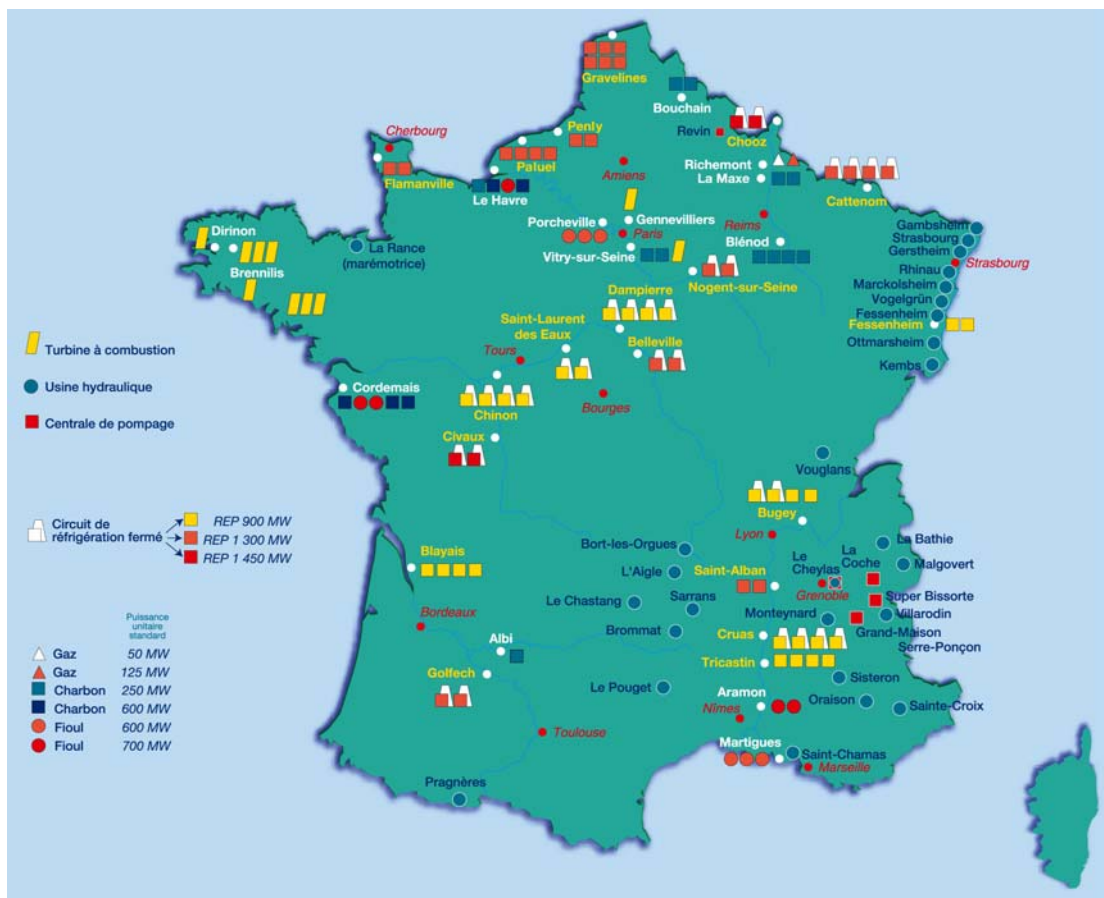 Gravelines
Bouchain
Cherbourg
Penly
Revin
Chooz
Paluel
Flamanville
Amiens
Richemont
La Maxe
Le Havre
Cattenom
Porcheville
Gennevilliers
Reims
Gambsheim
Dirinon
Paris
Blénod
Strasbourg
La Rance
(marémotrice)
Vitry-sur-Seine
Gerstheim
Strasbourg
Brennilis
Rhinau
Nogent-sur-Seine
Marckolsheim
Dampierre
Vogelgrün
Saint-Laurent
des Eaux
Fessenheim
Fessenheim
Belleville
Ottmarsheim
Turbine à combustion
Tours
Kembs
Usine hydraulique
Cordemais
Bourges
Chinon
Centrale de pompage
Civaux
Vouglans
Bugey
Circuit de
réfrigération fermé
REP 900 MW
REP 1 300 MW
REP 1 450 MW
Lyon
La Bathie
Bort-les-Orgues
Blayais
Le
Cheylas
La
Coche
Malgovert
L'Aigle
Saint-Alban
Grenoble
Super Bissorte
Le Chastang
Sarrans
Bordeaux
Monteynard
Villarodin
Puissance
unitaire
standard
Brommat
Grand-Maison
Albi
Cruas
Serre-Ponçon
Gaz 50 MW
Gaz 125 MW
Charbon 250 MW
Charbon 600 MW
Fioul 600 MW
Fioul 700 MW
Golfech
Tricastin
Sisteron
Le Pouget
Aramon
Oraison
Sainte-Croix
Nîmes
Toulouse
Martigues
Saint-Chamas
Marseille
Pragnères